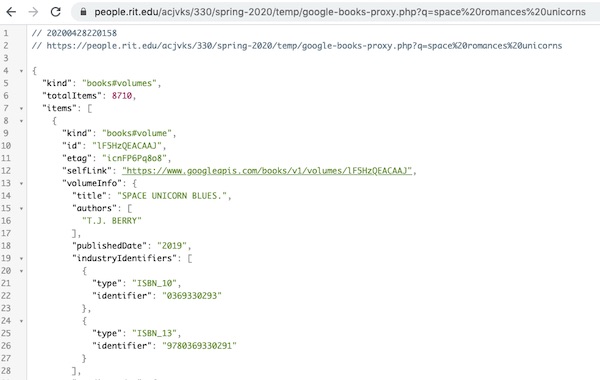 people.rit.edu/acjvks/330/spring-2020/temp/google-books-proxy.php?q=space%20romances%20unicorns
1 // 20200428220158
2 // https://people.rit.edu/acjvks/330/spring-2020/temp/google-books-proxy.php?q=space%20romances%20unicorns
3
4 {
5 "kind": "books#volumes",
6 "totalItems": 8710,
7 "items": [
8 {
9 "kind": "books#volume",
10 "id": "lF5HzQEACAAJ",
11 "etag": "icnFP6Pq8o8",
12 "selfLink": "https://www.googleapis.com/books/v1/volumes/lF5HzQEACAAJ",
13 "volumeInfo": {
14 "title": "SPACE UNICORN BLUES.",
15 "authors": [
16 "T.J. BERRY"
17 ],
18 "publishedDate": "2019",
19 "industryIdentifiers": [
20 {
21 "type": "ISBN_10",
22 "identifier": "0369330293"
23 },
24 {
25 "type": "ISBN_13",
26 "identifier": "9780369330291"
27 }
28 ],